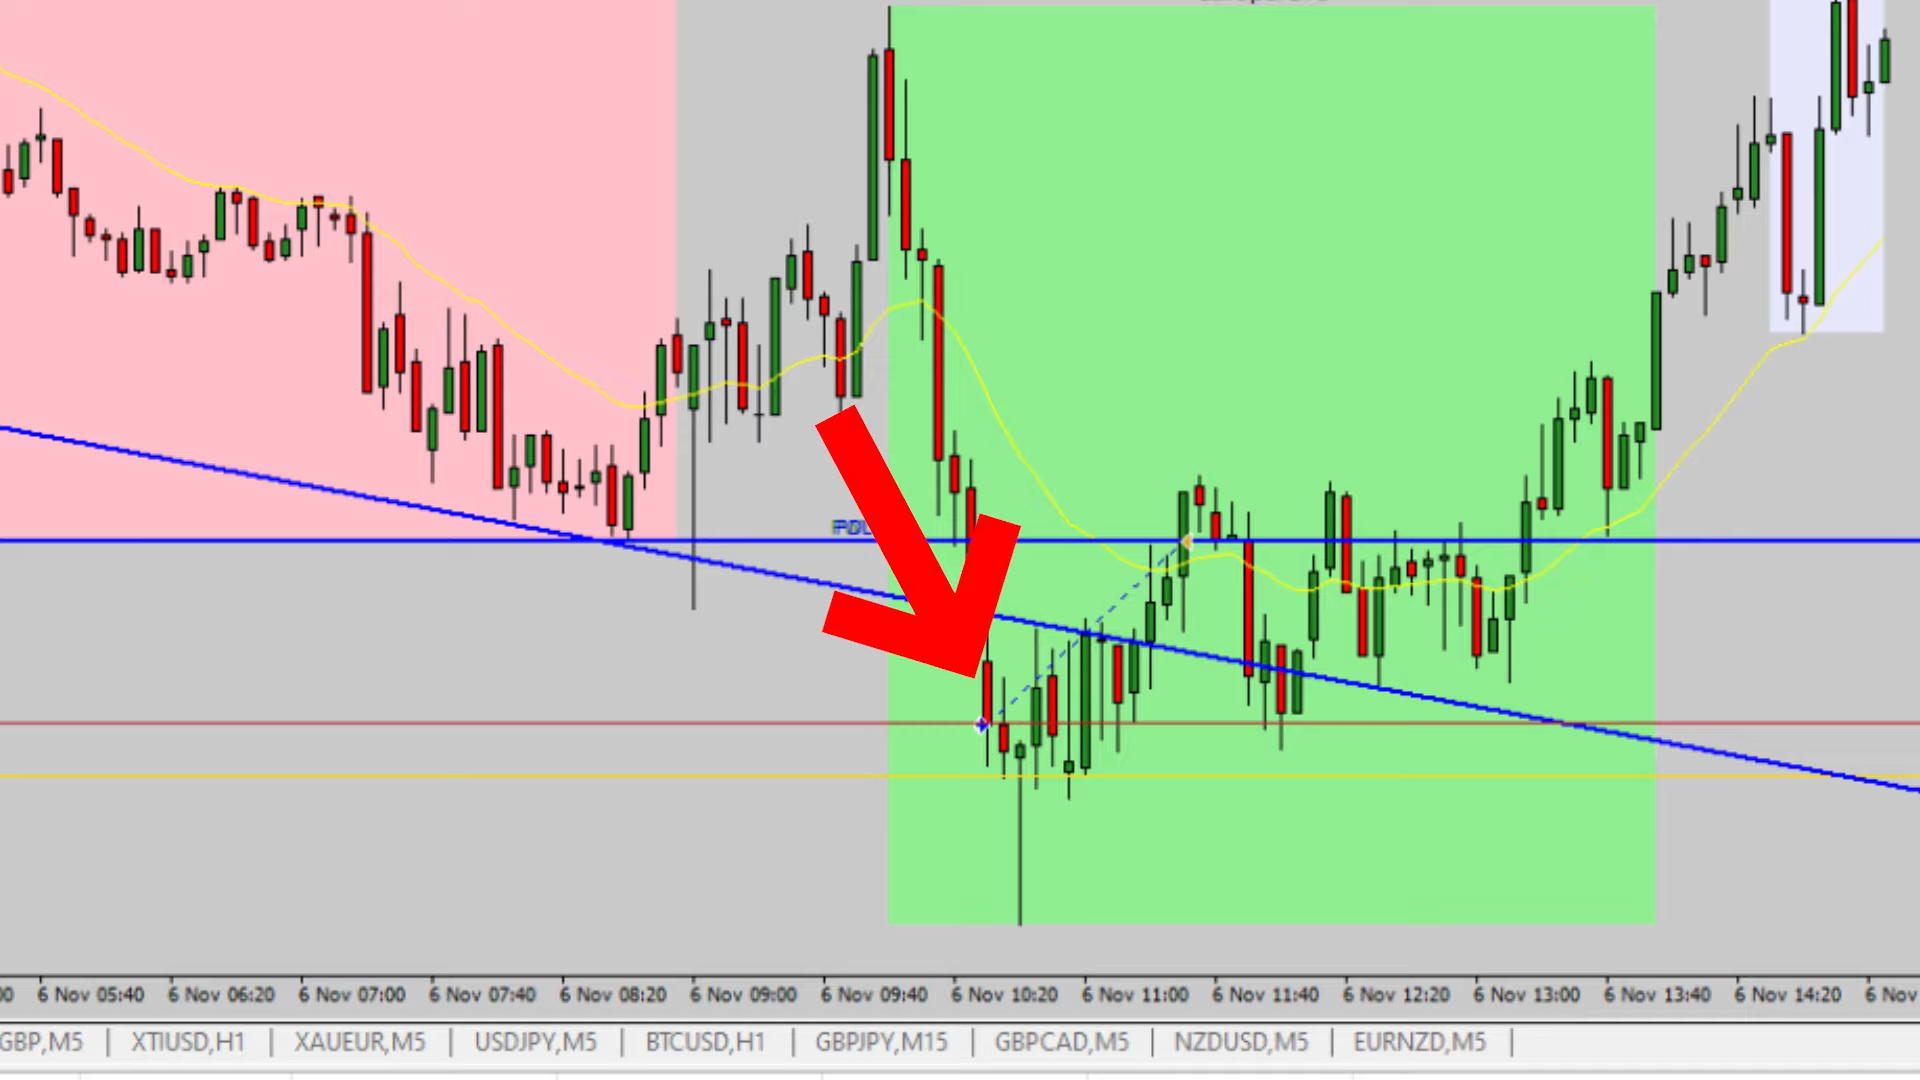 6 Nov 05:40 6 Nov 06:20 6 Nov 07:00 6 Nov 07:40 6 Nov 08:20 6 Nov 09:00 6 Nov 09:40 6 Nov 10:20 6 Nov 11:00 6 Nov 11:40 6 Nov 12:20 6 Nov 13:00 6 Nov 13:40 6 Nov 14:20 6 Nov
GBP,M5 | XTIUSD,H1 | XAUEUR,M5 | USDJPY,M5 | BTCUSD,H1 | GBPJPY,M15 | GBPCAD,M5 | NZDUSD,M5 | EURNZD,M5 |